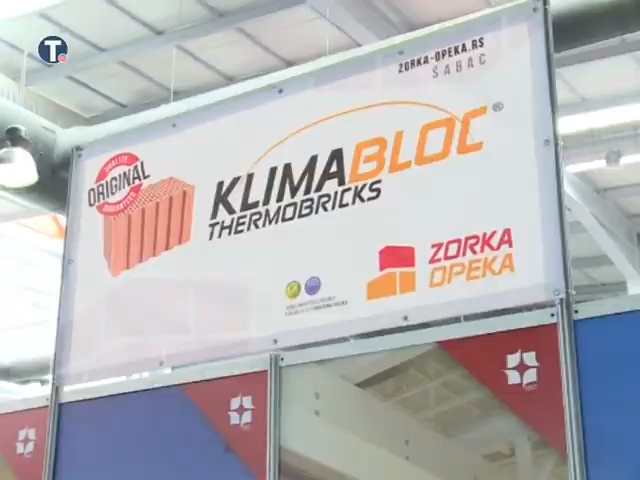 T.
ZORKA-OPEKA.RS
ŠABAC
ORIGINAL
KLIMABLOC®
THERMOBRICKS
ZORKA
OPEKA